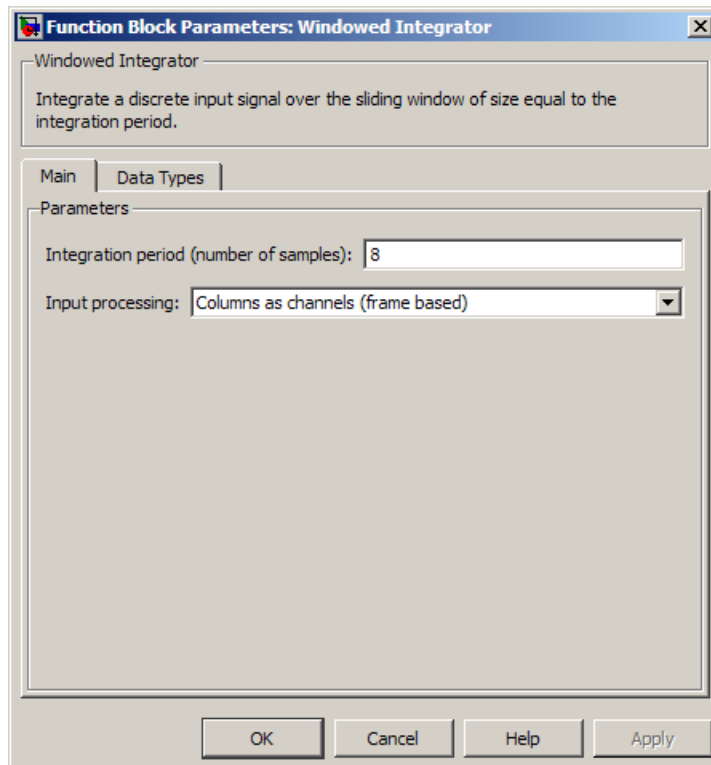 Function Block Parameters: Windowed Integrator
Windowed Integrator
Integrate a discrete input signal over the sliding window of size equal to the
integration period.
Main Data Types
Parameters
Integration period (number of samples): 8
Input processing: Columns as channels (frame based)
OK Cancel Help Apply